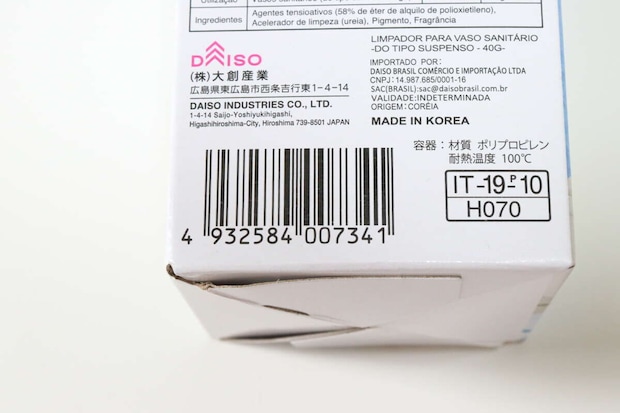 Utilização
Ingredientes Agentes tensoativos (58% de éter de alquilo de polioxietileno),
Acelerador de limpeza (ureia), Pigmento, Fragrância
DAISO
(株)大創産業
広島県東広島市西条吉行東1-4-14
DAISO INDUSTRIES CO., LTD.
1-4-14 Saijo-Yoshiyukihigashi,
Higashihiroshima-City, Hiroshima 739-8501 JAPAN
LIMPADOR PARA VASO SANITÁRIO
-DO TIPO SUSPENSO - 40G-
IMPORTADO POR:
DAISO BRASIL COMÉRCIO E IMPORTAÇÃO LTDA
CNPJ: 14.987.685/0001-16
SAC(BRASIL):sac@daisobrasil.com.br
VALIDADE:INDETERMINADA
ORIGEM: CORÉIA
MADE IN KOREA
容器:材質 ポリプロピレン
耐熱温度 100℃
IT-19-P-10
H070
4 932584 007341